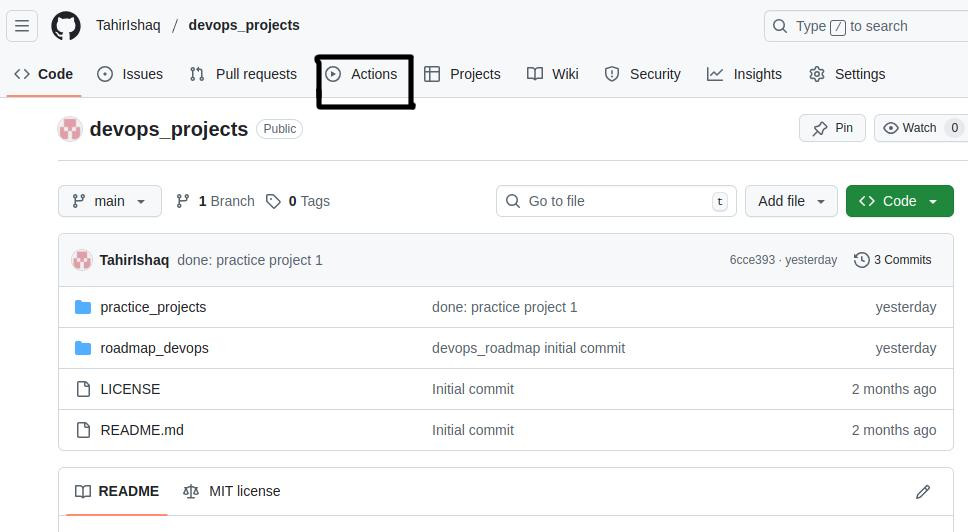 TahirIshaq / devops_projects Type / to search
Code Issues Pull requests Actions Projects Wiki Security Insights Settings
devops_projects Public Pin Watch 0
main 1 Branch 0 Tags Go to file t Add file Code
TahirIshaq done: practice project 1 6cce393 · yesterday 3 Commits
practice_projects done: practice project 1 yesterday
roadmap_devops devops_roadmap initial commit yesterday
LICENSE Initial commit 2 months ago
README.md Initial commit 2 months ago
README MIT license